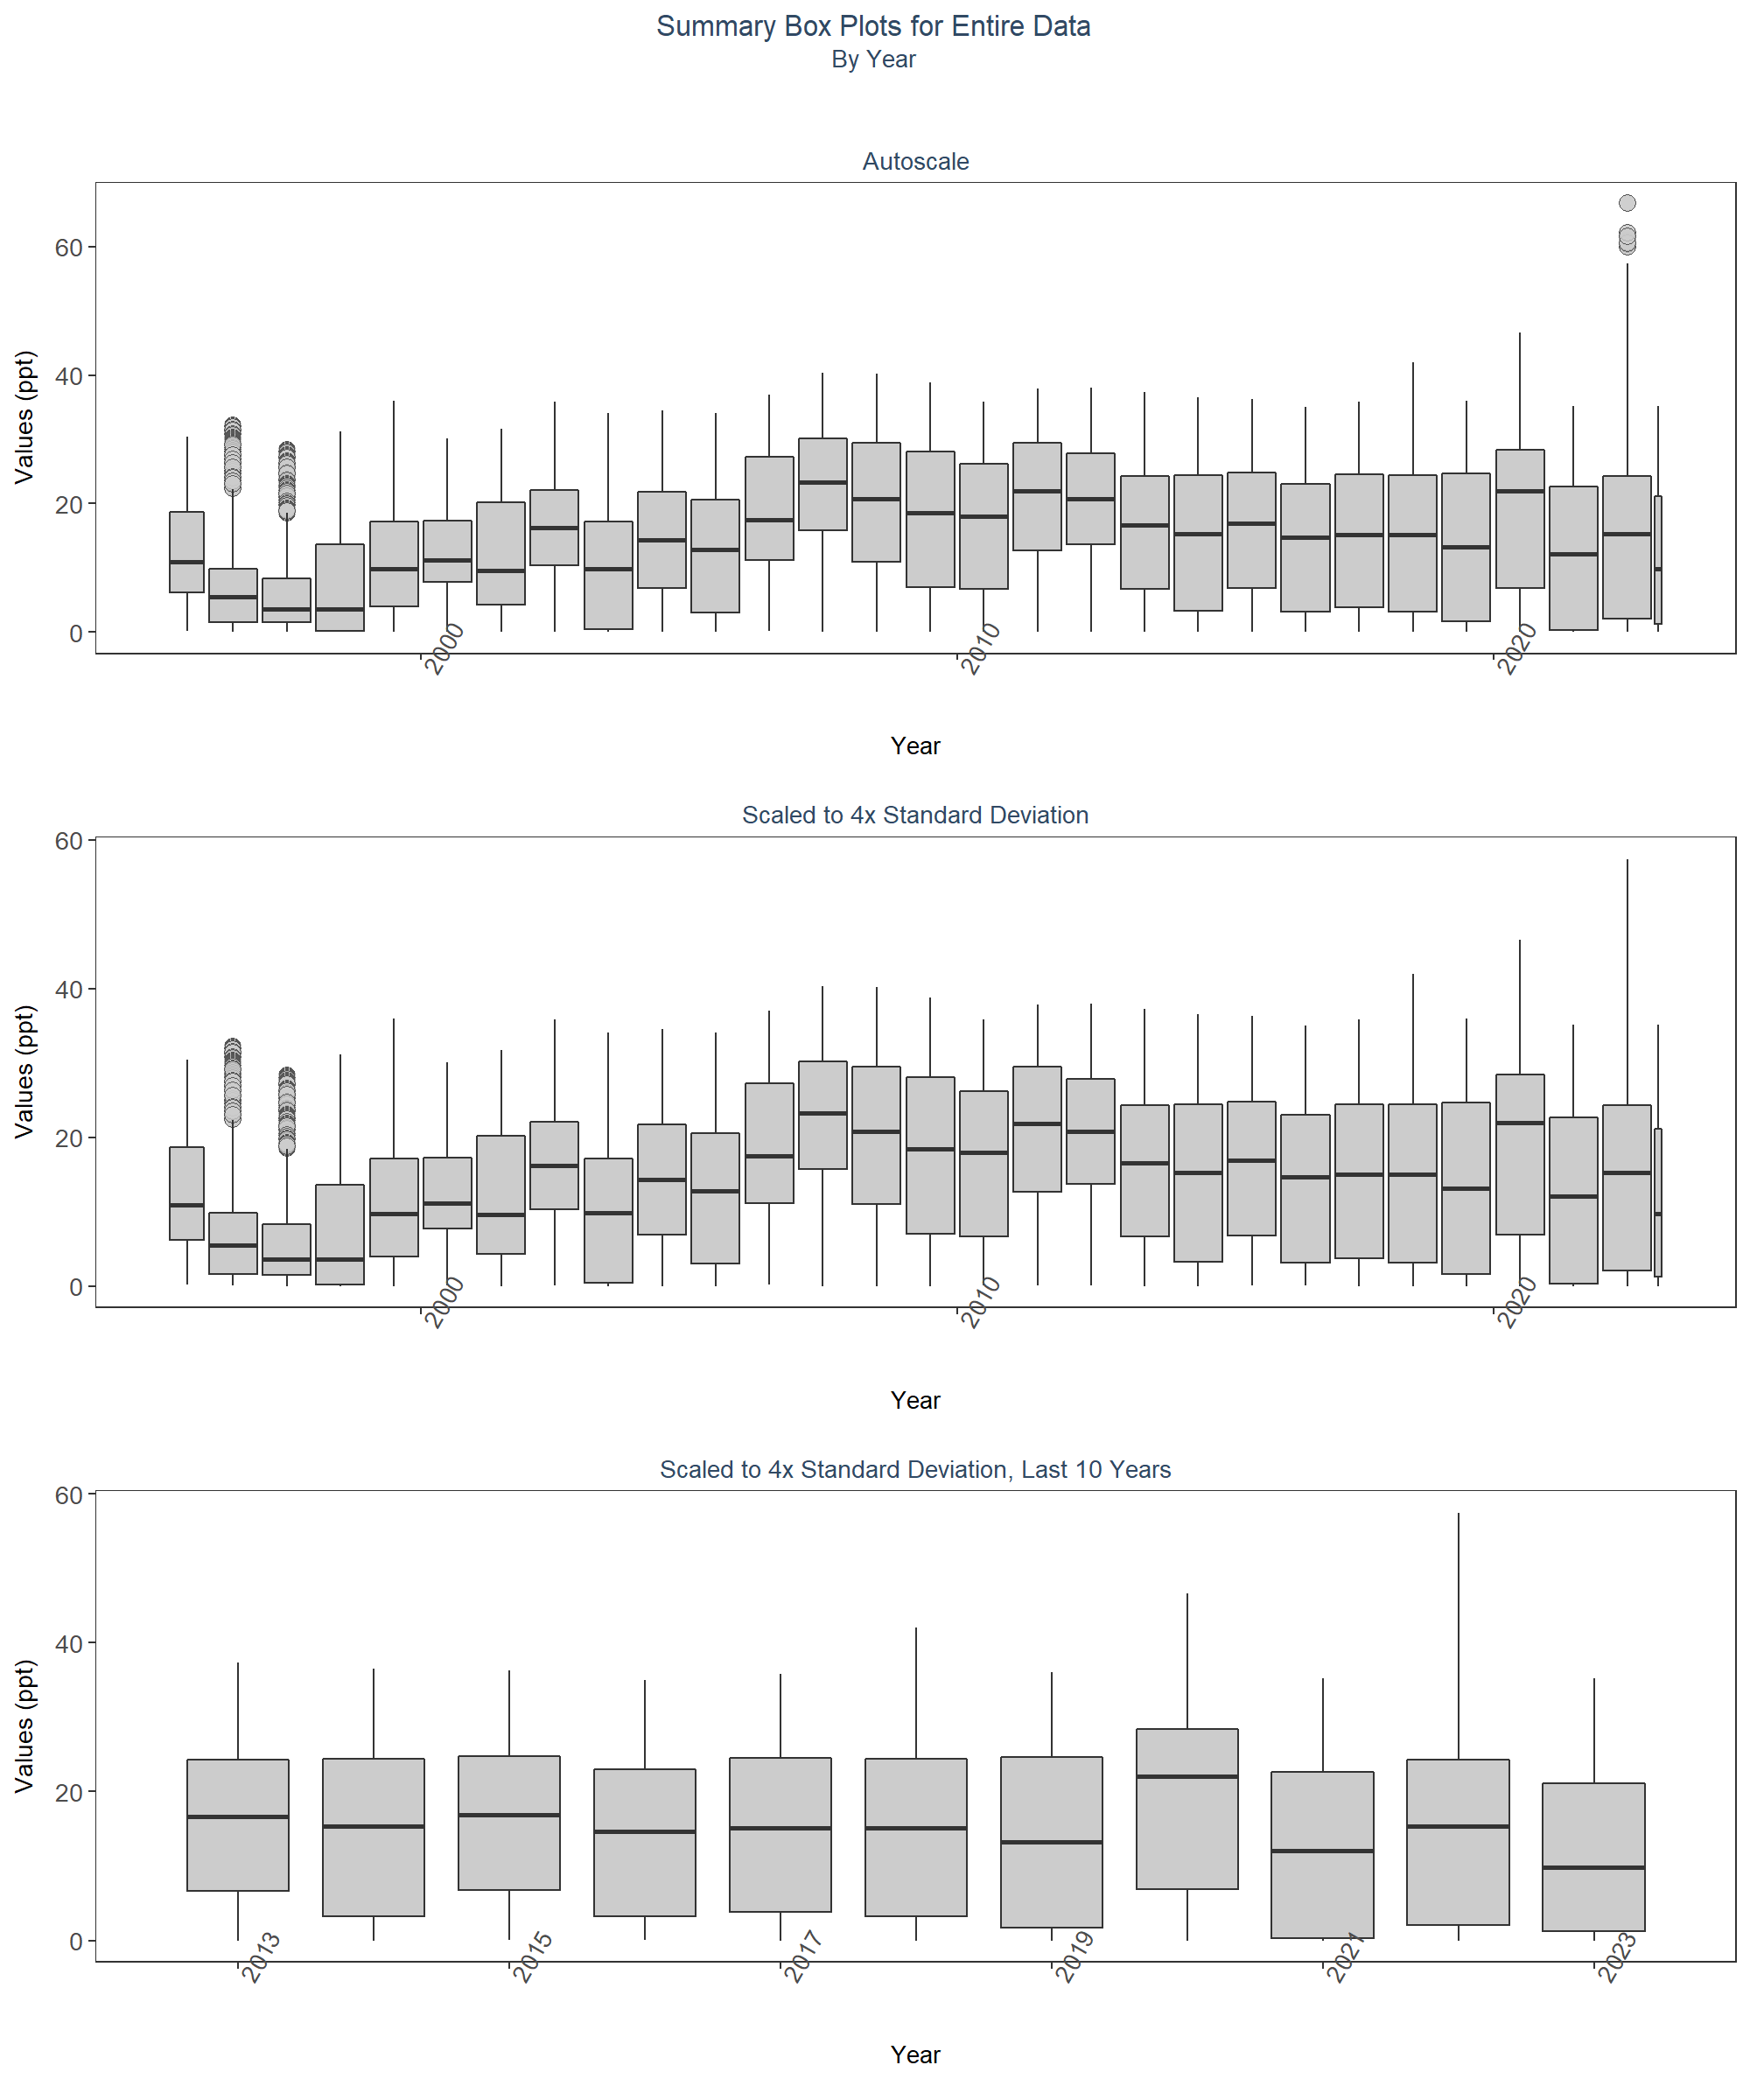 Summary Box Plots for Entire Data
By Year
Autoscale
Values (ppt)
60
40
20
0
2000
2010
2020
Year
Scaled to 4x Standard Deviation
Values (ppt)
60
40
20
0
2000
2010
2020
Year
Scaled to 4x Standard Deviation, Last 10 Years
Values (ppt)
60
40
20
0
2013
2015
2017
2019
2021
2023
Year